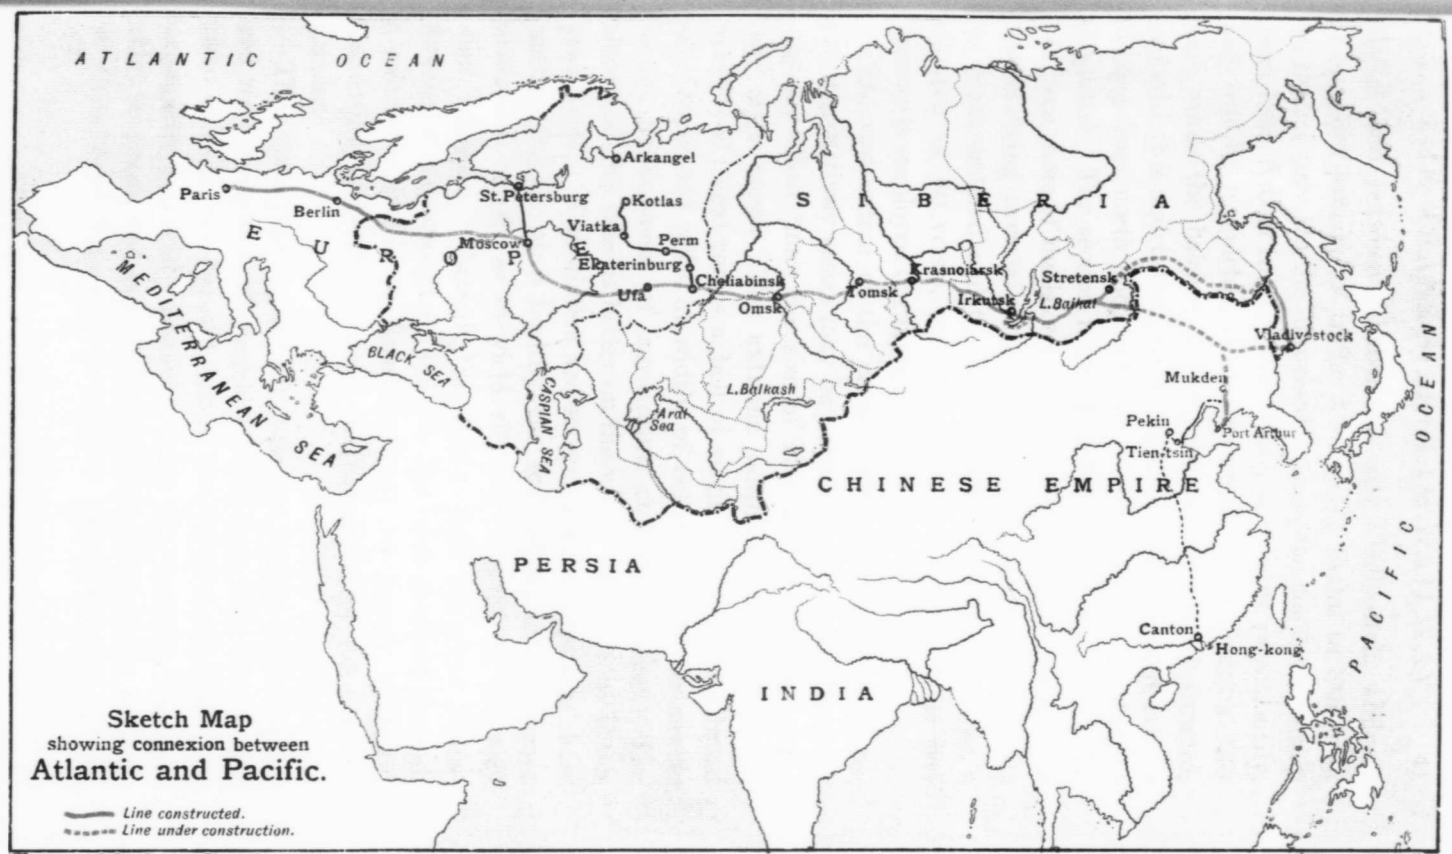 ATLANTIC OCEAN
Arkangel
Paris
St. Petersburg
Kotlas
SIBERIA
Berlin
Viatka
EUROP
Moscow
Perm
Ekaterinburg
Krasnoiarsk
Cheliabinsk
Stretensk
Ufa
Omsk
Tomsk
Irkutsk
L. Baikal
MEDITERRANEAN SEA
Vladivostock
BLACK SEA
Mukden
CASPIAN SEA
L. Balkash
Aral
Sea
Pekin
Port Arthur
Tien-tsin
PACIFIC OCEAN
CHINESE EMPIRE
PERSIA
Canton
Hong-kong
INDIA
Sketch Map
showing connexion between
Atlantic and Pacific.
Line constructed.
Line under construction.